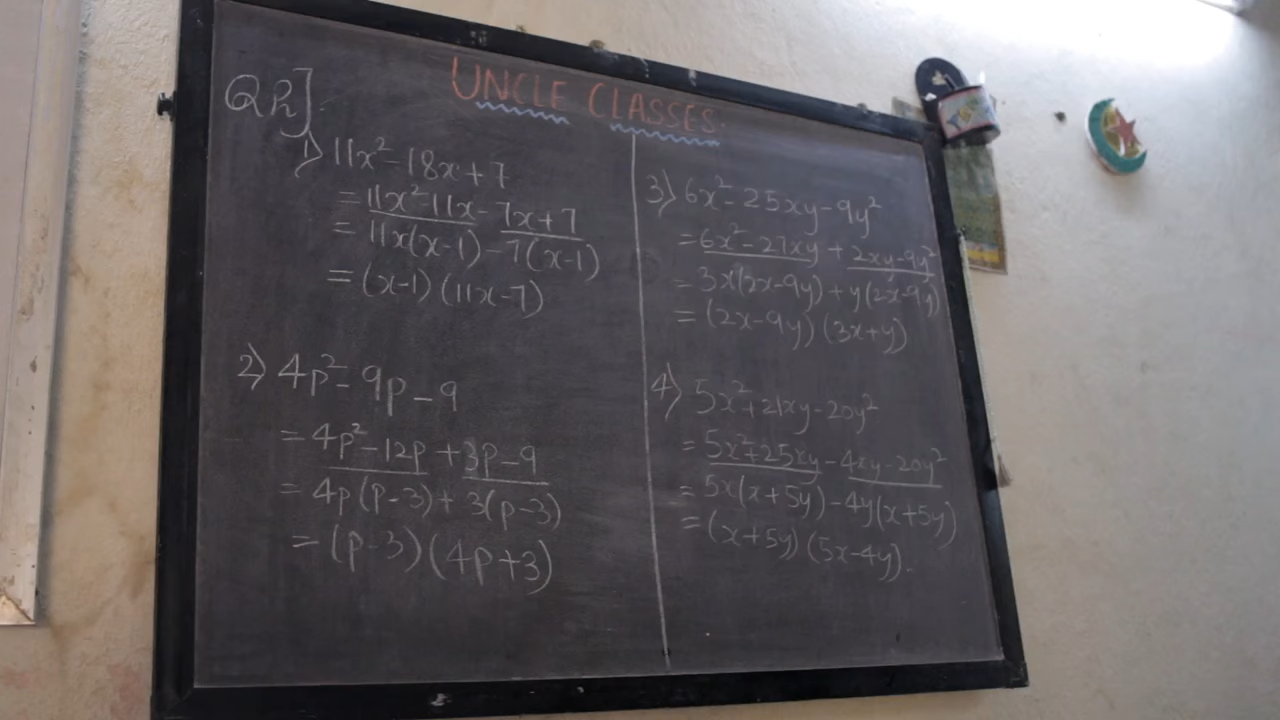 UNCLE CLASSES.
1) 11x²-18x+7
= 11x²-11x-7x+7
= 11x(x-1)-7(x-1)
= (x-1)(11x-7)
2) 4p²-9p-9
= 4p²-12p+3p-9
= 4p(p-3)+3(p-3)
= (p-3)(4p+3)
3) 6x²-25xy-9y²
= 6x²-27xy+2xy-9y²
= 3x(2x-9y)+y(2x-9y)
= (2x-9y)(3x+y)
4) 5x²+21xy-20y²
= 5x²+25xy-4xy-20y²
= 5x(x+5y)-4y(x+5y)
= (x+5y)(5x-4y).